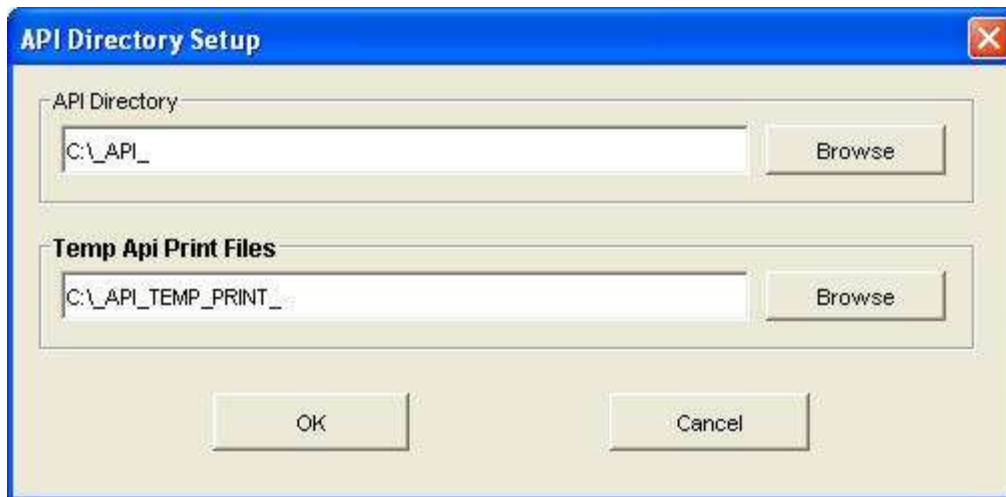 API Directory Setup
API Directory
C:\_API_
Browse
Temp Api Print Files
C:\_API_TEMP_PRINT_
Browse
OK
Cancel